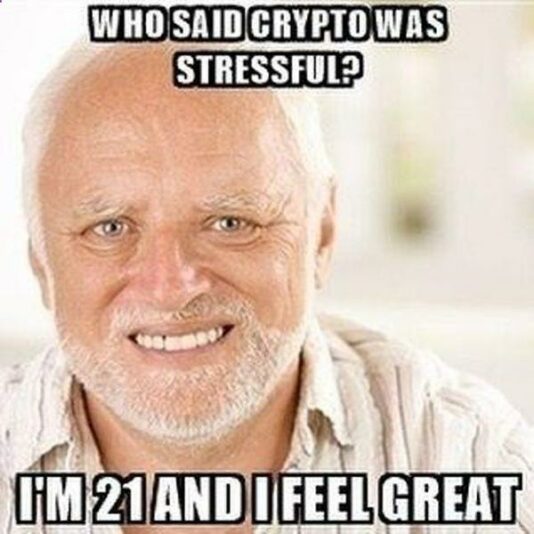 WHO SAID CRYPTO WAS
STRESSFUL?
I'M 21 AND I FEEL GREAT